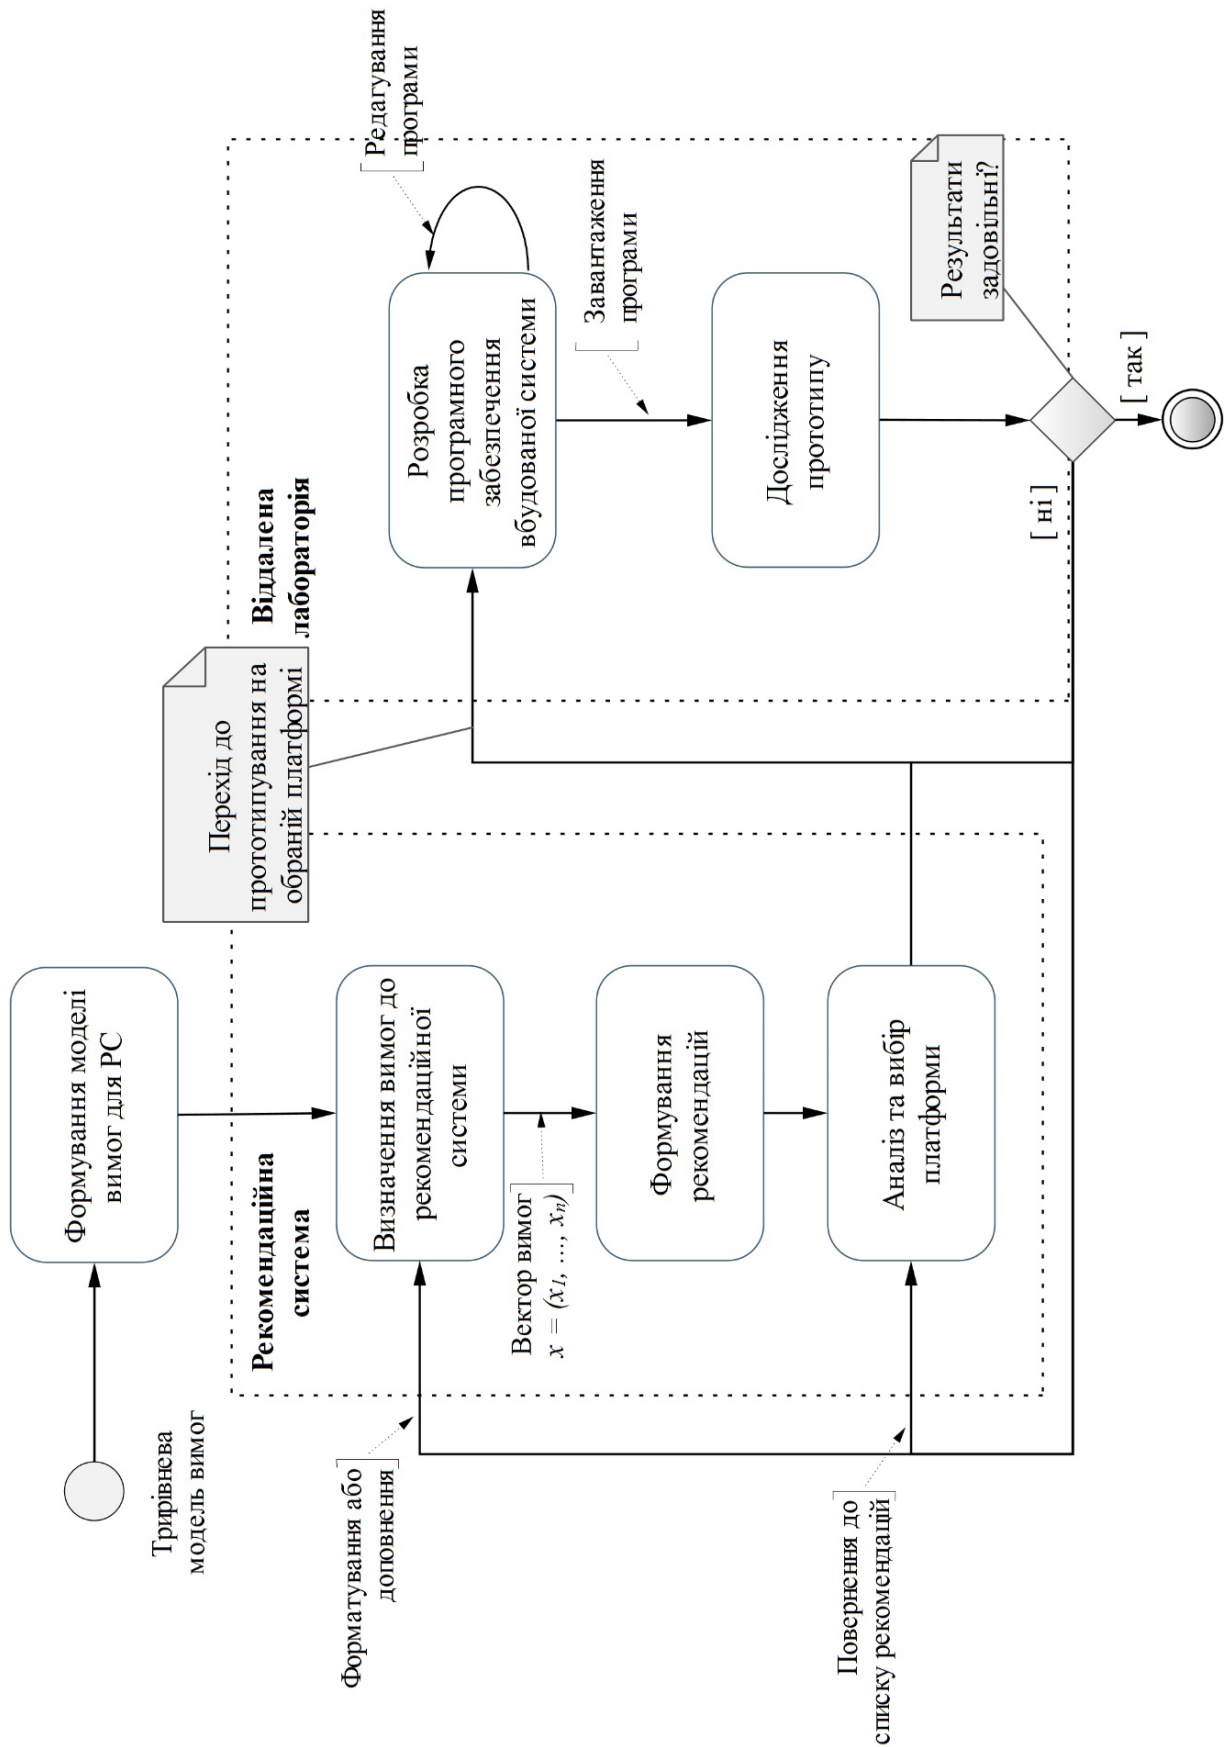 Трирівнева
модель вимог
Формування моделі
вимог для РС
Рекомендаційна
система
Форматування або
доповнення
Визначення вимог до
рекомендаційної
системи
Вектор вимог
x = (x₁, ..., xₙ)
Формування
рекомендацій
Повернення до
списку рекомендацій
Аналіз та вибір
платформи
Перехід до
прототипування на
обраній платформі
Віддалена
лабораторія
Редагування
програми
Розробка
програмного
забезпечення
вбудованої системи
Завантаження
програми
Дослідження
прототипу
Результати
задовільні?
[ ні ]
[ так ]